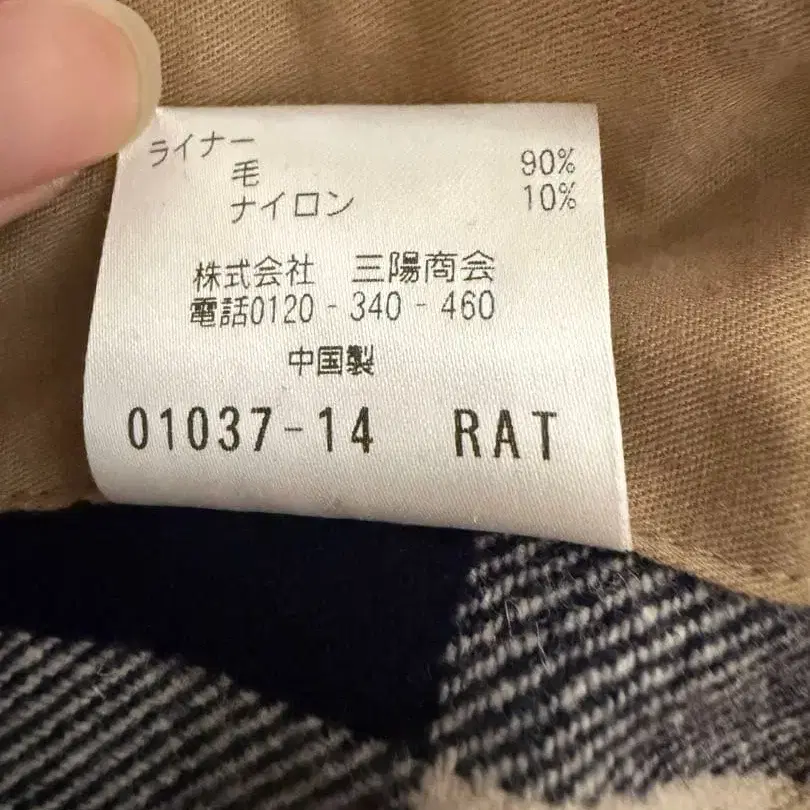 ライナー
毛 90%
ナイロン 10%
株式会社 三陽商会
電話0120-340-460
中国製
01037-14 RAT